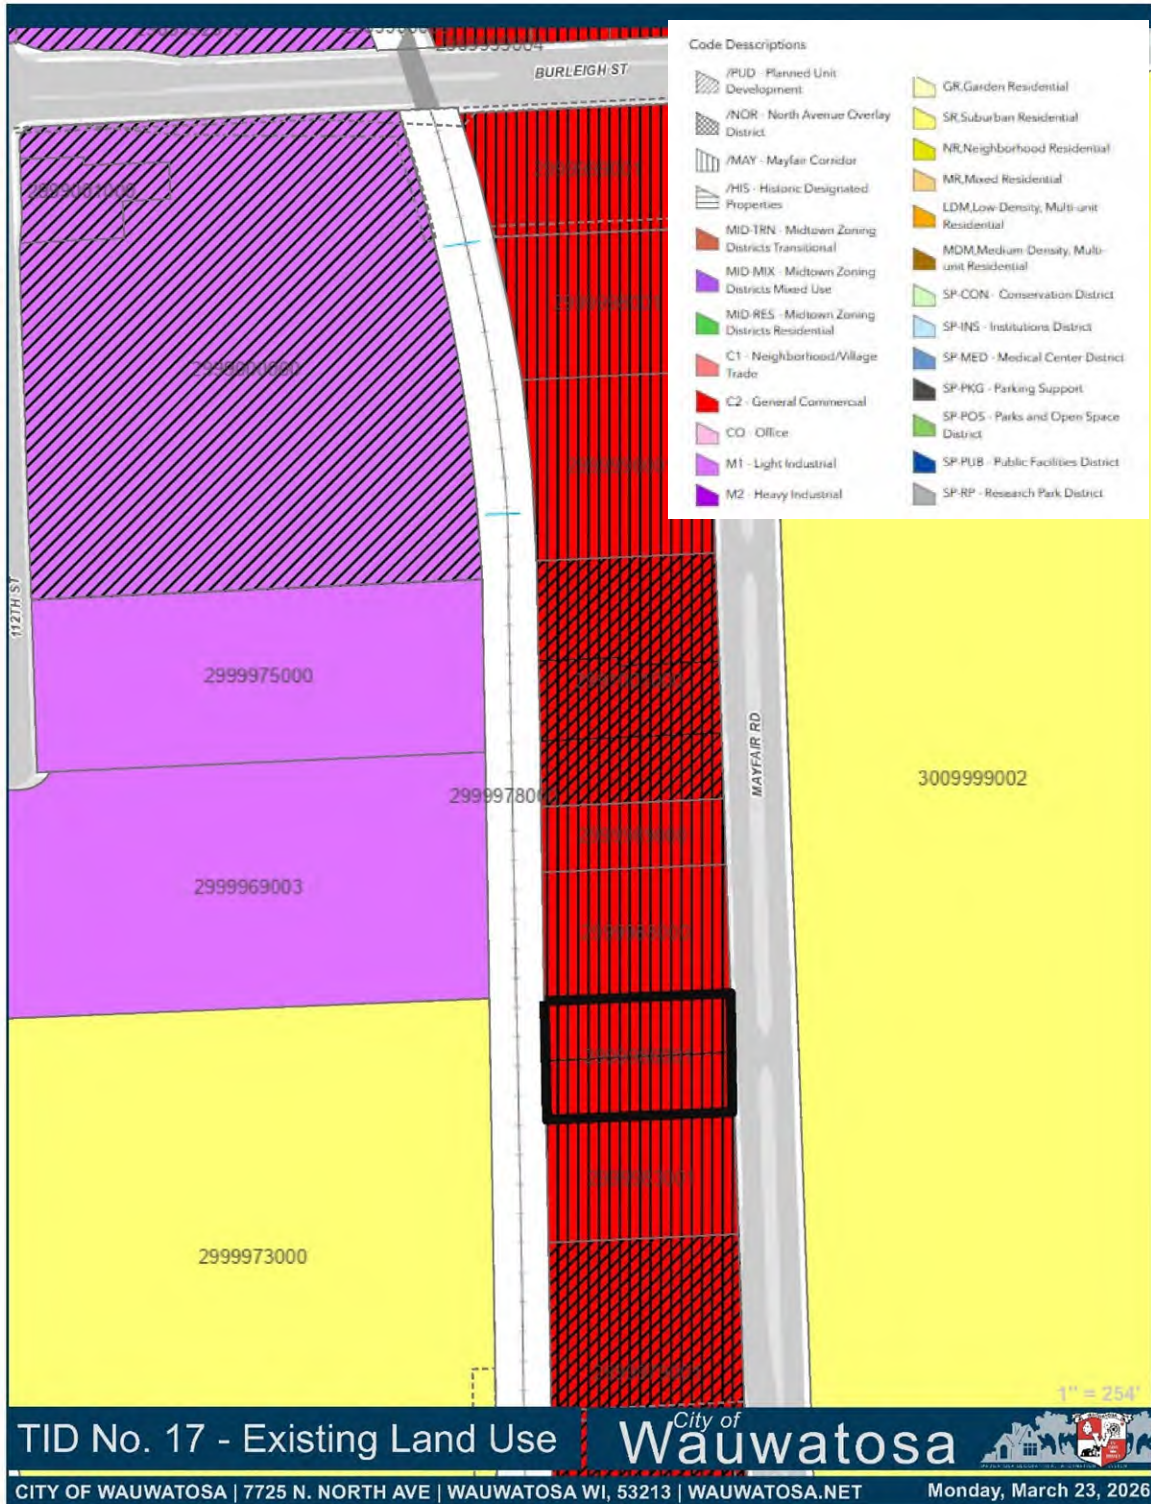 BURLEIGH ST
Code Desscriptions
/PUD - Planned Unit
Development
/NOR - North Avenue Overlay
District
/MAY - Mayfair Corridor
/HIS - Historic Designated
Properties
MID-TRN - Midtown Zoning
Districts Transitional
MID-MIX - Midtown Zoning
Districts Mixed Use
MID-RES - Midtown Zoning
Districts Residential
C1 - Neighborhood/Village
Trade
C2 - General Commercial
CO - Office
M1 - Light Industrial
M2 - Heavy Industrial
GR,Garden Residential
SR,Suburban Residential
NR,Neighborhood Residential
MR,Mixed Residential
LDM,Low-Density, Multi-unit
Residential
MDM,Medium-Density, Multi-
unit Residential
SP-CON - Conservation District
SP-INS - Institutions District
SP-MED - Medical Center District
SP-PKG - Parking Support
SP-POS - Parks and Open Space
District
SP-PUB - Public Facilities District
SP-RP - Research Park District
112TH ST
2999975000
MAYFAIR RD
3009999002
2999969003
2999973000
1" = 254'
TID No. 17 - Existing Land Use
City of
Wauwatosa
CITY OF WAUWATOSA | 7725 N. NORTH AVE | WAUWATOSA WI, 53213 | WAUWATOSA.NET
Monday, March 23, 2026